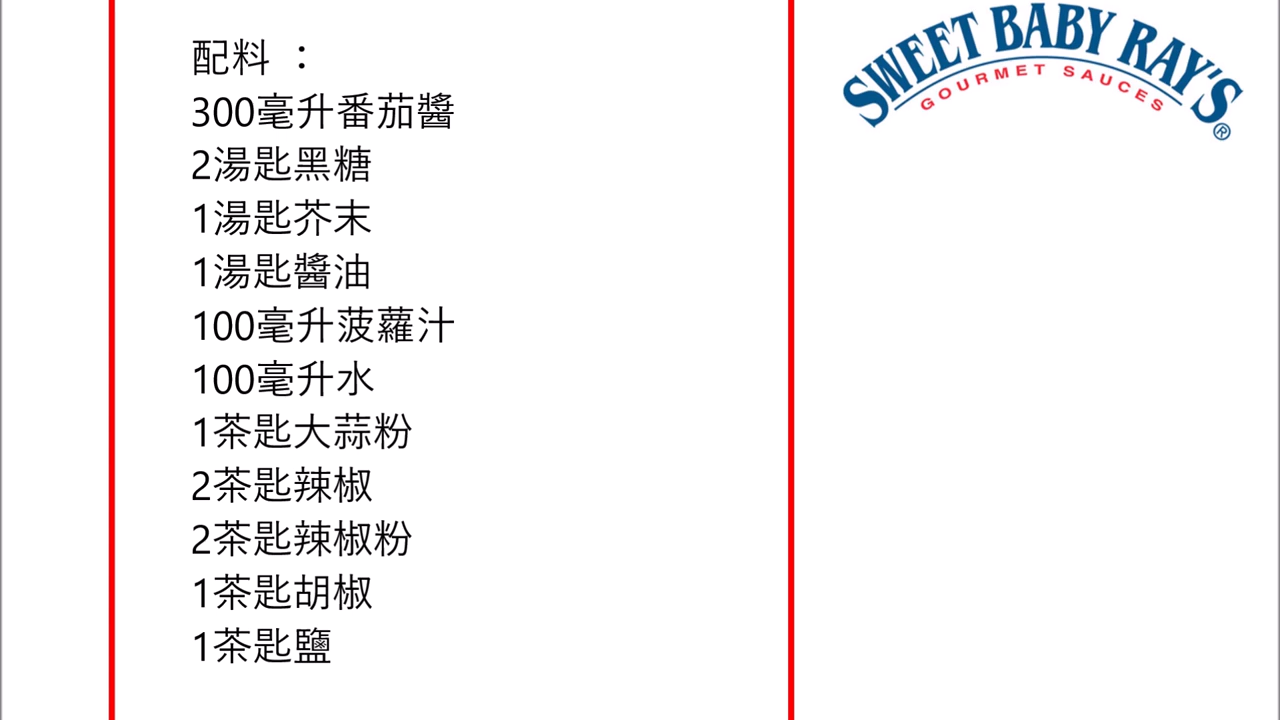 配料 ：
300毫升番茄醬
2湯匙黑糖
1湯匙芥末
1湯匙醬油
100毫升菠蘿汁
100毫升水
1茶匙大蒜粉
2茶匙辣椒
2茶匙辣椒粉
1茶匙胡椒
1茶匙鹽
SWEET BABY RAY'S
GOURMET SAUCES
®